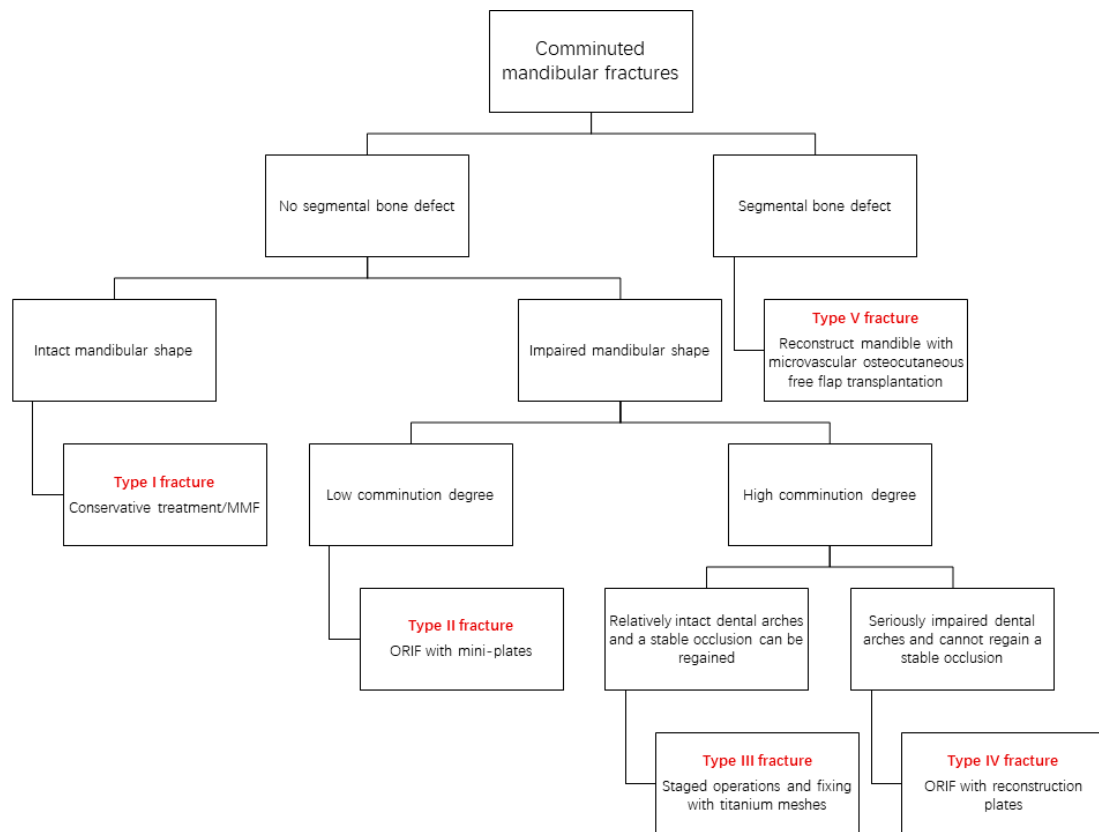 Comminuted
mandibular fractures
No segmental bone defect
Segmental bone defect
Intact mandibular shape
Impaired mandibular shape
Type V fracture
Reconstruct mandible with
microvascular osteocutaneous
free flap transplantation
Type I fracture
Conservative treatment/MMF
Low comminution degree
High comminution degree
Type II fracture
ORIF with mini-plates
Relatively intact dental arches
and a stable occlusion can be
regained
Seriously impaired dental
arches and cannot regain a
stable occlusion
Type III fracture
Staged operations and fixing
with titanium meshes
Type IV fracture
ORIF with reconstruction
plates